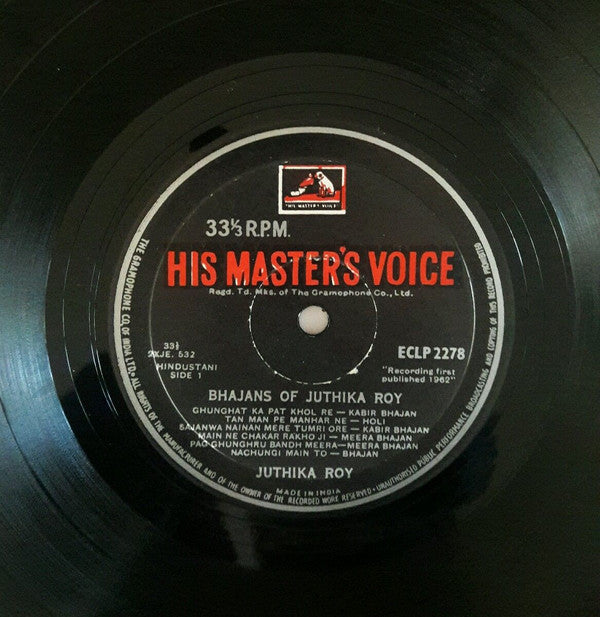 "HIS MASTER'S VOICE"
33⅓ R.P.M.
HIS MASTER'S VOICE
Regd. Td. Mks. of The Gramophone Co., Ltd.
33⅓
2XJE. 532
HINDUSTANI
SIDE 1
ECLP 2278
"Recording first
published 1962"
BHAJANS OF JUTHIKA ROY
GHUNGHAT KA PAT KHOL RE — KABIR BHAJAN
TAN MAN PE MANHAR NE — HOLI
SAJANWA NAINAN MERE TUMRI ORE — KABIR BHAJAN
MAIN NE CHAKAR RAKHO JI — MEERA BHAJAN
PAG GHUNGHRU BANDH MEERA — MEERA BHAJAN
NACHUNGI MAIN TO — BHAJAN
JUTHIKA ROY
MADE IN INDIA
THE GRAMOPHONE CO. OF INDIA LTD. • ALL RIGHTS OF THE MANUFACTURER AND OF THE OWNER OF THE RECORDED WORK RESERVED • UNAUTHORISED PUBLIC PERFORMANCE BROADCASTING AND COPYING OF THIS RECORD PROHIBITED